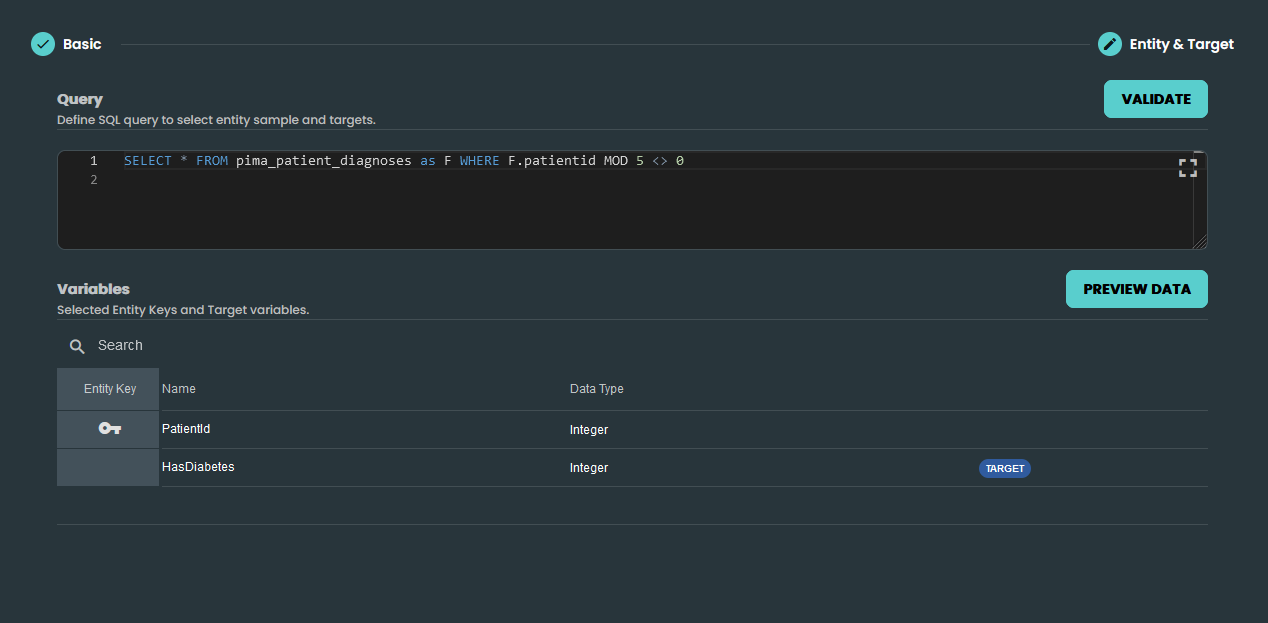 Basic
Entity & Target
Query
VALIDATE
Define SQL query to select entity sample and targets.
1 SELECT * FROM pima_patient_diagnoses as F WHERE F.patientid MOD 5 <> 0
2
Variables
PREVIEW DATA
Selected Entity Keys and Target variables.
Search
Entity Key Name Data Type
PatientId Integer
HasDiabetes Integer TARGET